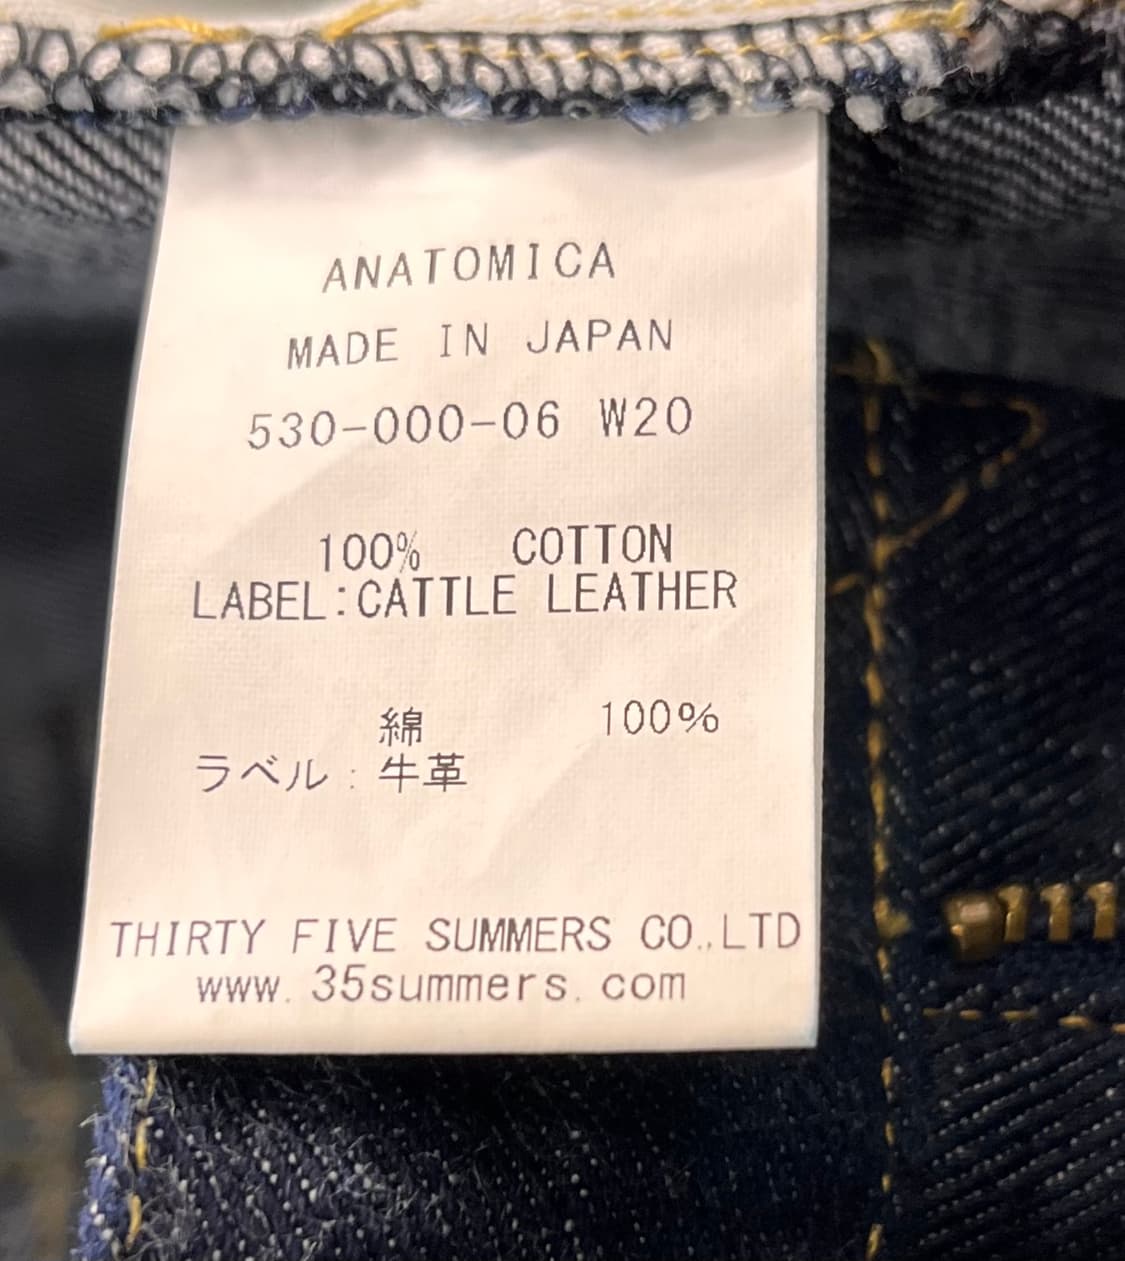 ANATOMICA
MADE IN JAPAN
530-000-06 W20
100% COTTON
LABEL:CATTLE LEATHER
綿 100%
ラベル:牛革
THIRTY FIVE SUMMERS CO.,LTD
www.35summers.com